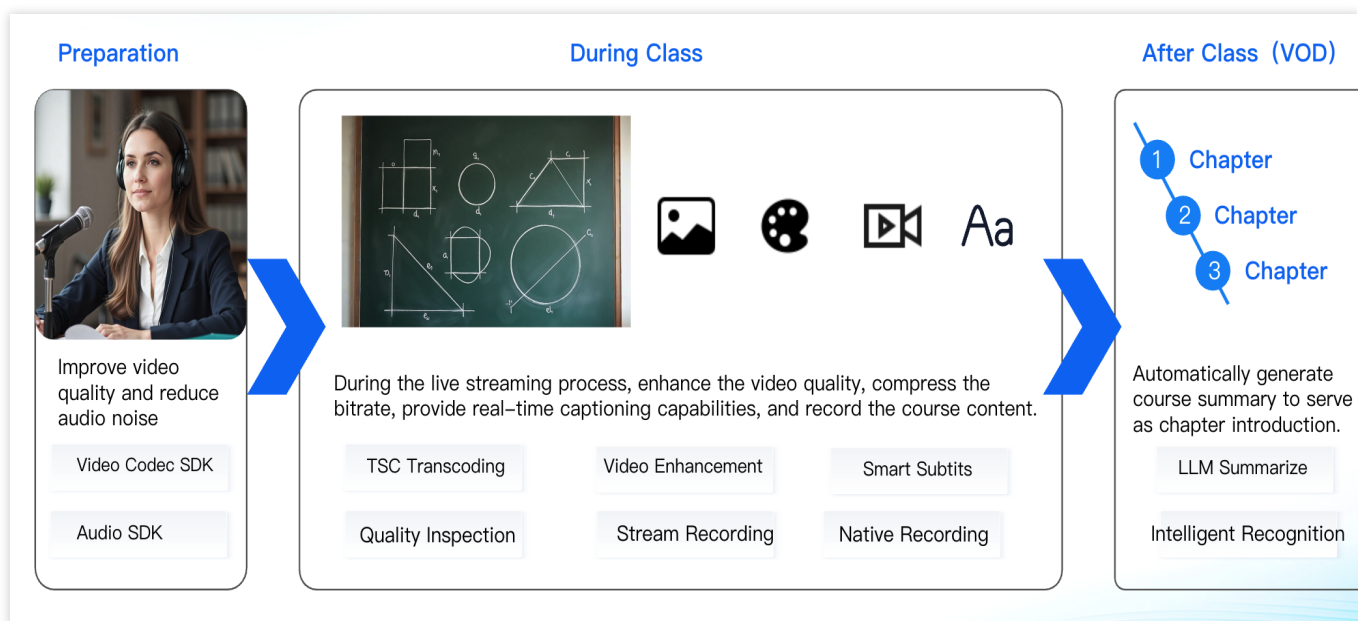 Preparation
During Class
After Class（VOD）
1 Chapter
2 Chapter
3 Chapter
Aa
Improve video
quality and reduce
audio noise
Video Codec SDK
Audio SDK
During the live streaming process, enhance the video quality, compress the
bitrate, provide real-time captioning capabilities, and record the course content.
TSC Transcoding
Video Enhancement
Smart Subtits
Quality Inspection
Stream Recording
Native Recording
Automatically generate
course summary to serve
as chapter introduction.
LLM Summarize
Intelligent Recognition